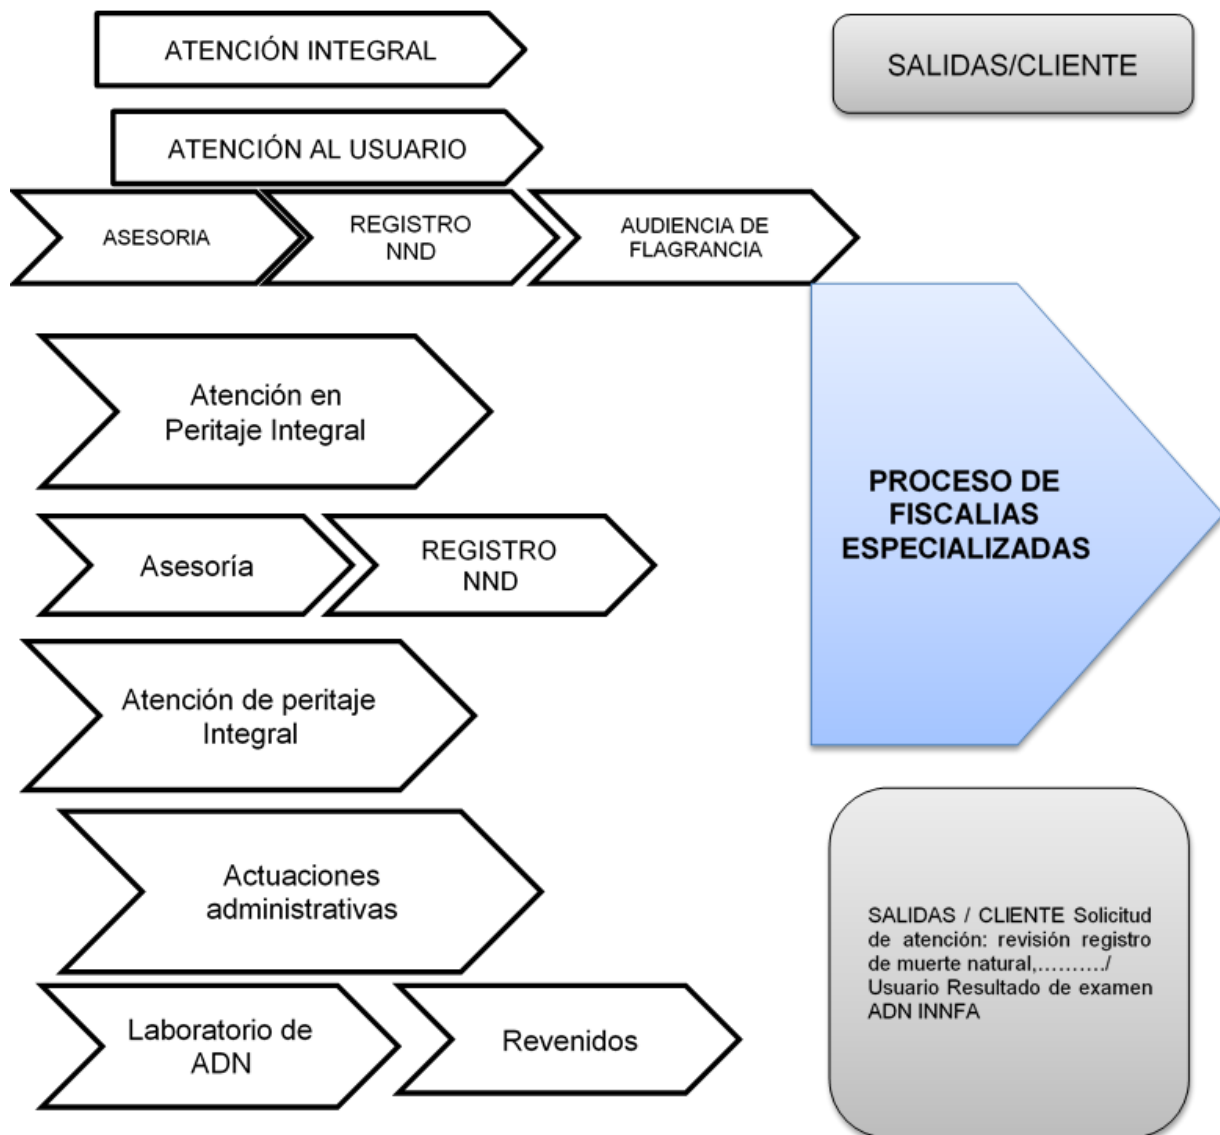 ATENCIÓN INTEGRAL
SALIDAS/CLIENTE
ATENCIÓN AL USUARIO
ASESORIA
REGISTRO
NND
AUDIENCIA DE
FLAGRANCIA
Atención en
Peritaje Integral
PROCESO DE
FISCALIAS
ESPECIALIZADAS
Asesoría
REGISTRO
NND
Atención de peritaje
Integral
Actuaciones
administrativas
SALIDAS / CLIENTE Solicitud
de atención: revisión registro
de muerte natural,………./
Usuario Resultado de examen
ADN INNFA
Laboratorio de
ADN
Revenidos